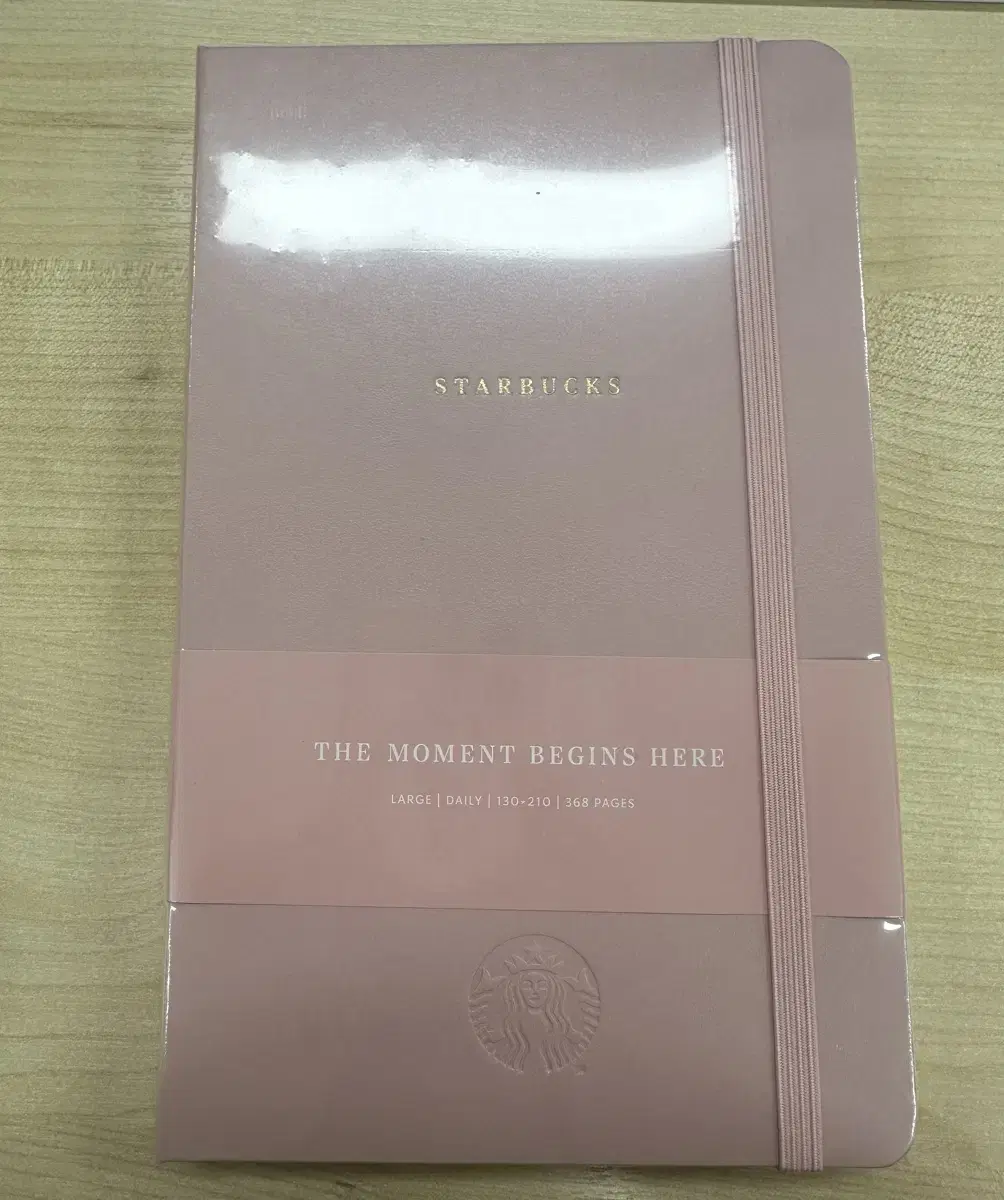 STARBUCKS
THE MOMENT BEGINS HERE
LARGE | DAILY | 130*210 | 368 PAGES